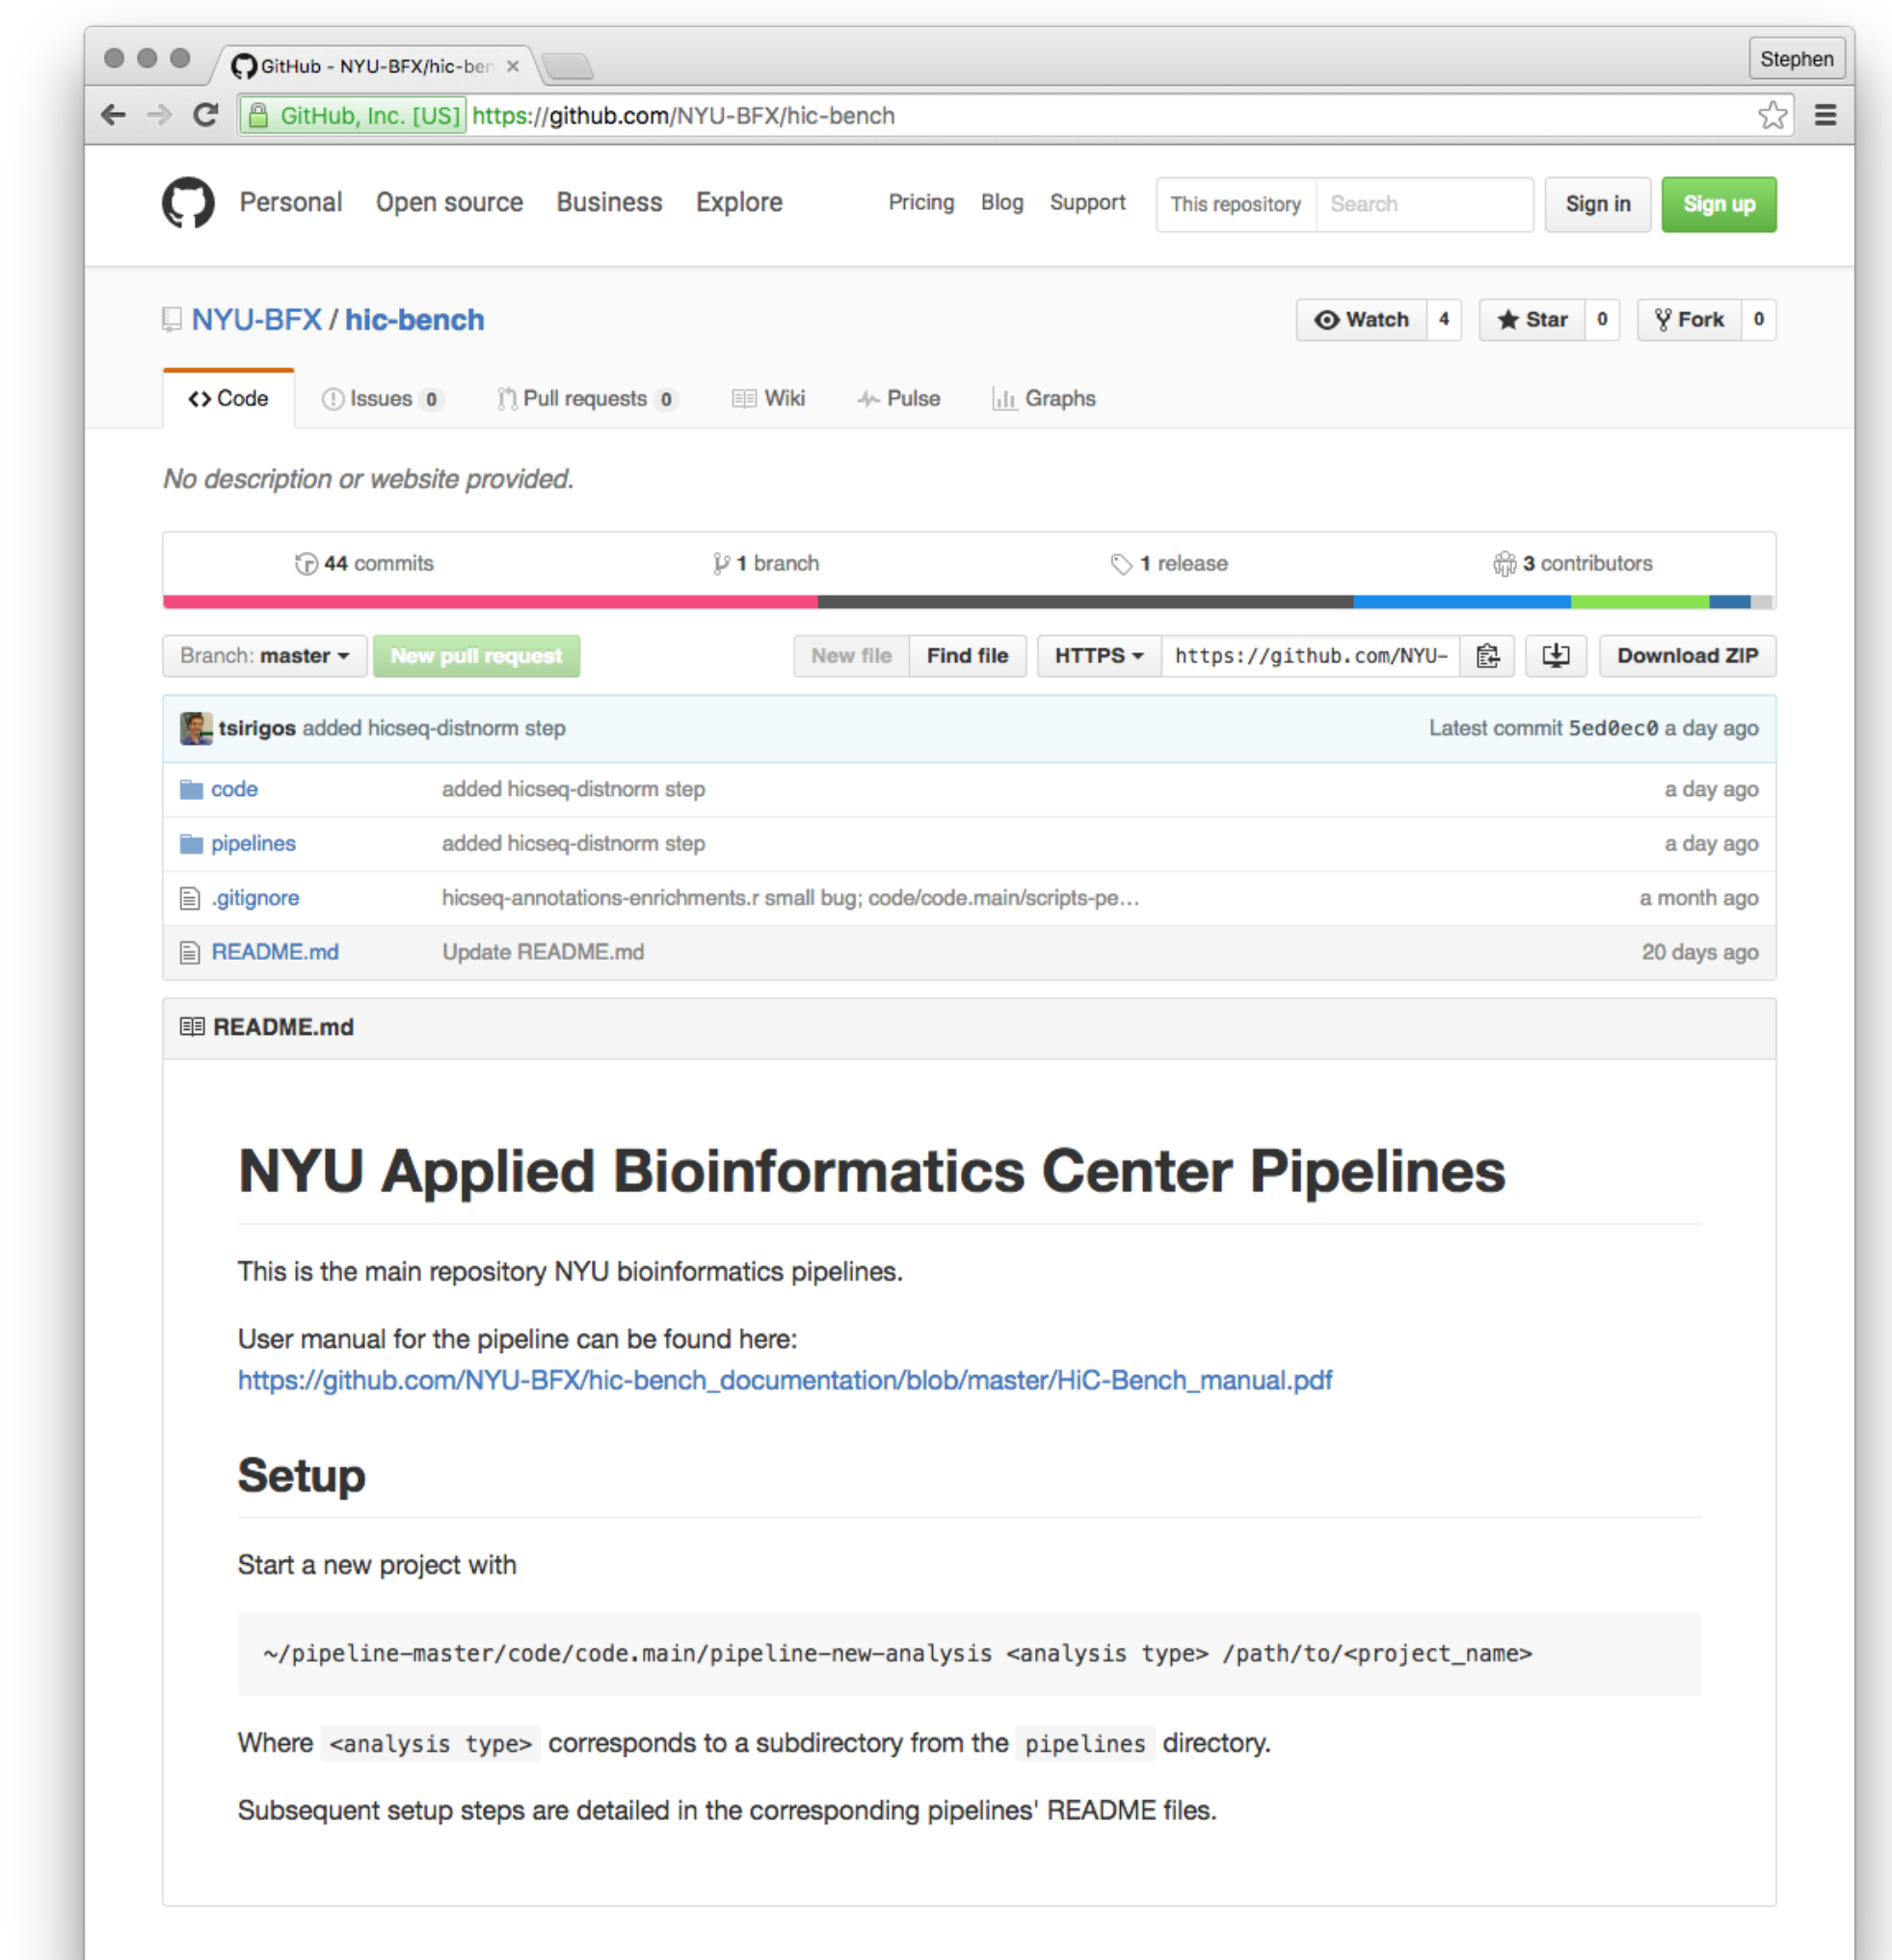 GitHub - NYU-BFX/hic-ben
Stephen
GitHub, Inc. [US] https://github.com/NYU-BFX/hic-bench
Personal Open source Business Explore Pricing Blog Support This repository Search Sign in Sign up
NYU-BFX / hic-bench Watch 4 Star 0 Fork 0
Code Issues 0 Pull requests 0 Wiki Pulse Graphs
No description or website provided.
44 commits 1 branch 1 release 3 contributors
Branch: master New pull request New file Find file HTTPS https://github.com/NYU- Download ZIP
tsirigos added hicseq-distnorm step Latest commit 5ed0ec0 a day ago
code added hicseq-distnorm step a day ago
pipelines added hicseq-distnorm step a day ago
.gitignore hicseq-annotations-enrichments.r small bug; code/code.main/scripts-pe… a month ago
README.md Update README.md 20 days ago
README.md
NYU Applied Bioinformatics Center Pipelines
This is the main repository NYU bioinformatics pipelines.
User manual for the pipeline can be found here:
https://github.com/NYU-BFX/hic-bench_documentation/blob/master/HiC-Bench_manual.pdf
Setup
Start a new project with
~/pipeline-master/code/code.main/pipeline-new-analysis <analysis type> /path/to/<project_name>
Where <analysis type> corresponds to a subdirectory from the pipelines directory.
Subsequent setup steps are detailed in the corresponding pipelines' README files.